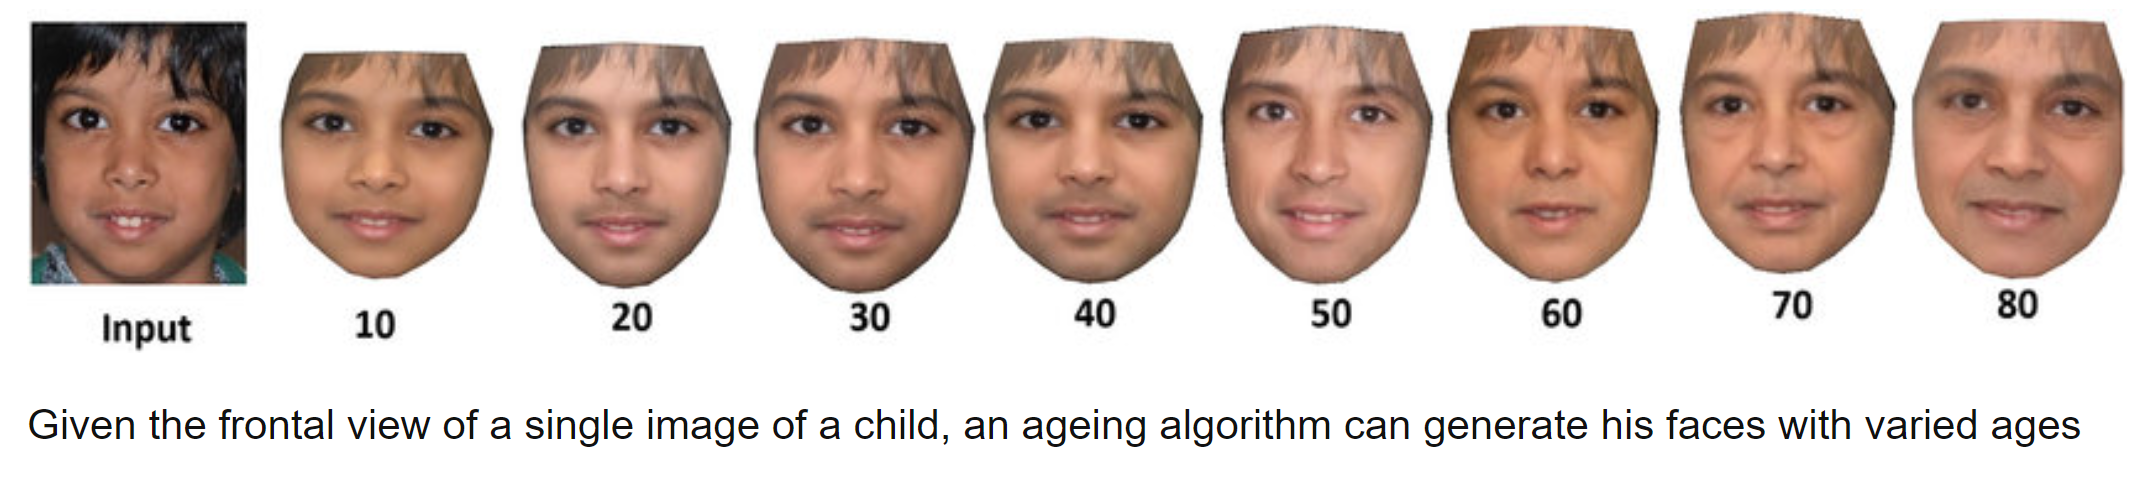 Input 10 20 30 40 50 60 70 80
Given the frontal view of a single image of a child, an ageing algorithm can generate his faces with varied ages